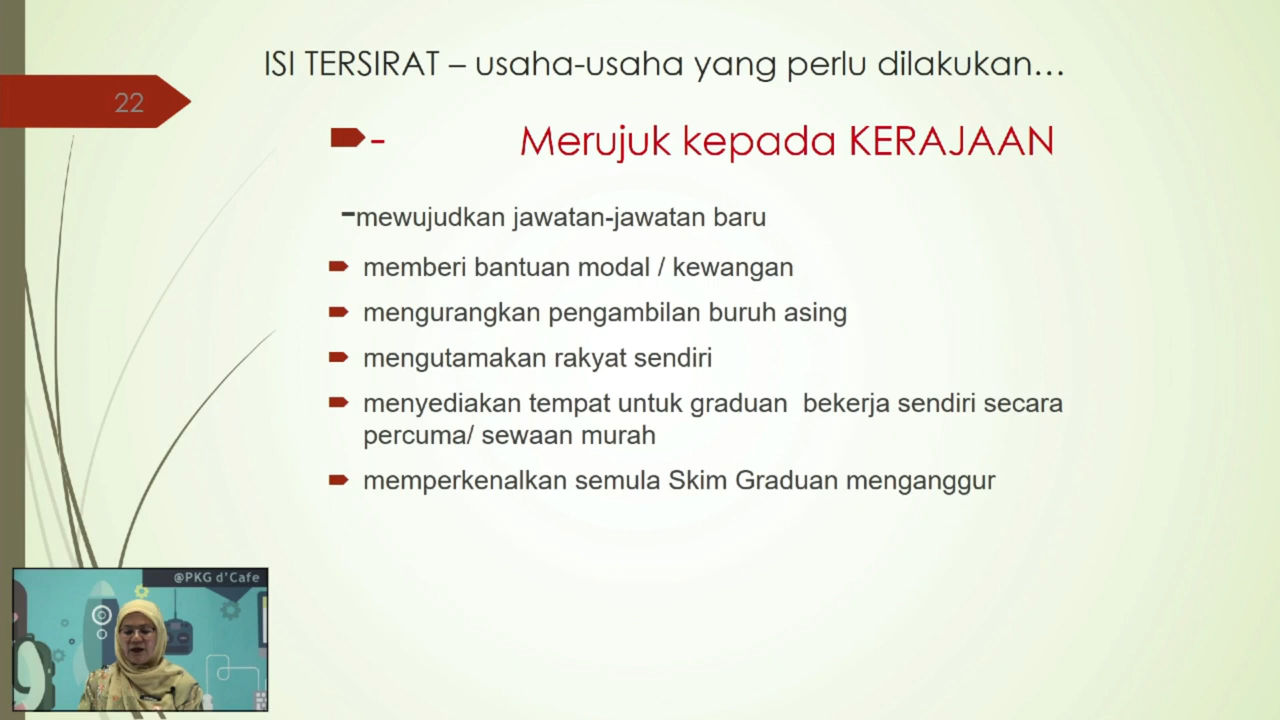 ISI TERSIRAT – usaha-usaha yang perlu dilakukan...
22
- Merujuk kepada KERAJAAN
-mewujudkan jawatan-jawatan baru
memberi bantuan modal / kewangan
mengurangkan pengambilan buruh asing
mengutamakan rakyat sendiri
menyediakan tempat untuk graduan bekerja sendiri secara
percuma/ sewaan murah
memperkenalkan semula Skim Graduan menganggur
@PKG d'Cafe